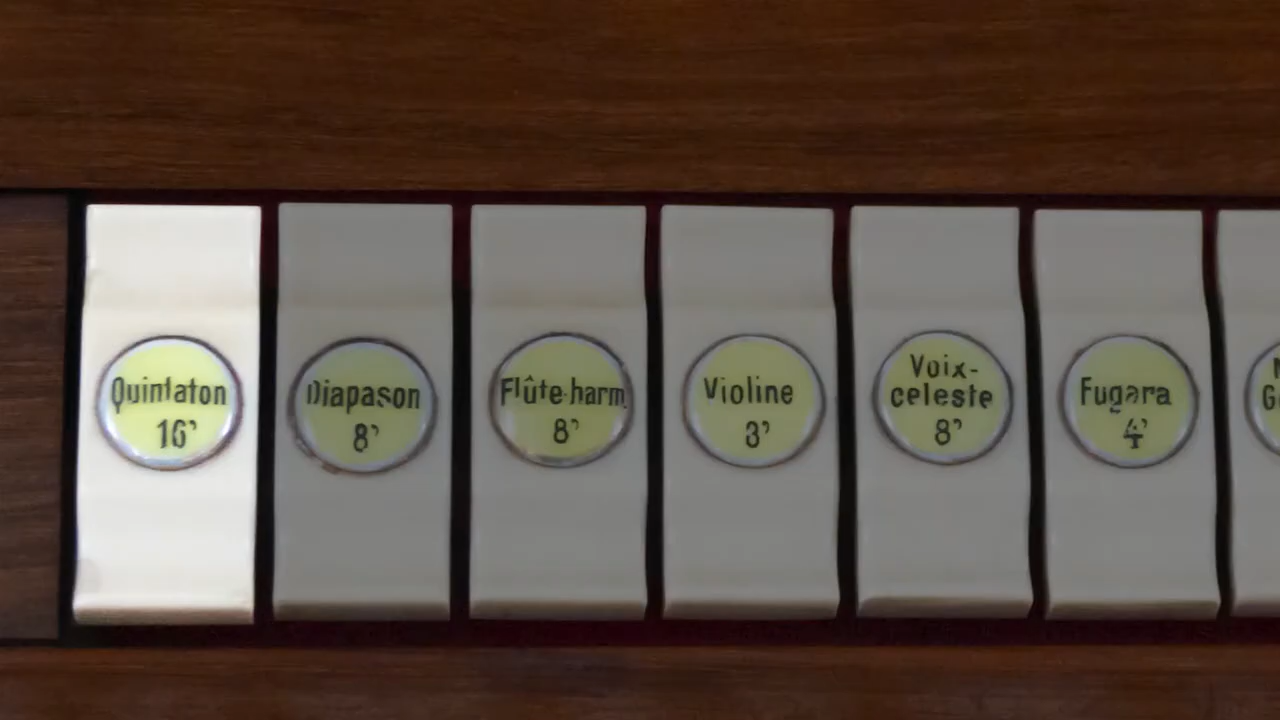 Quintaton
16'
Diapason
8'
Flûte-harm.
8'
Violine
8'
Voix-
celeste
8'
Fugara
4'